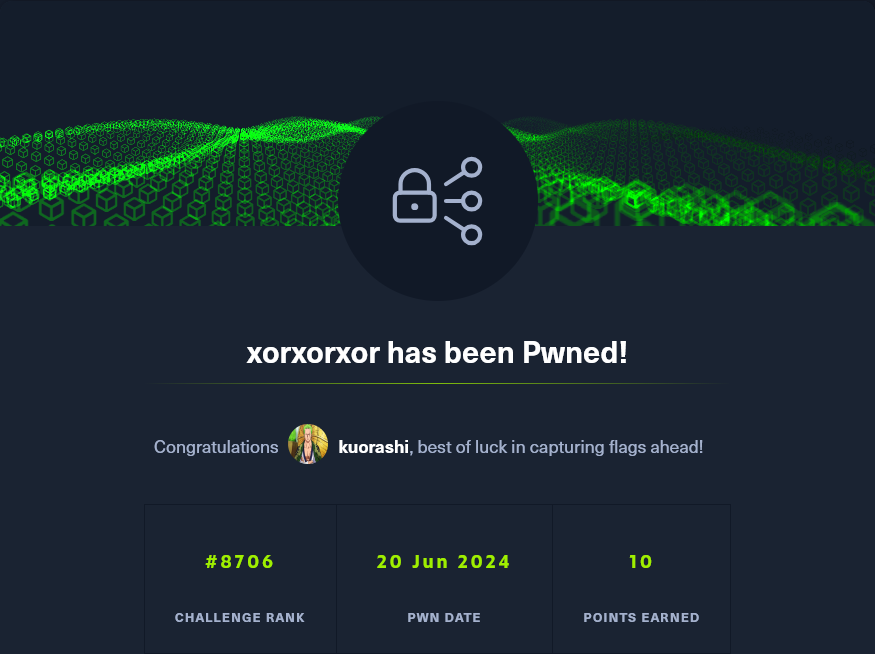 xorxorxor has been Pwned!
Congratulations kuorashi, best of luck in capturing flags ahead!
#8706 20 Jun 2024 10
CHALLENGE RANK PWN DATE POINTS EARNED